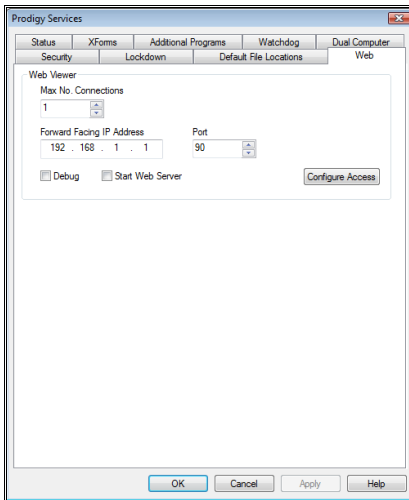 Prodigy Services
Status XForms Additional Programs Watchdog Dual Computer
Security Lockdown Default File Locations Web
Web Viewer
Max No. Connections
1
Forward Facing IP Address Port
192 . 168 . 1 . 1 90
Debug Start Web Server Configure Access
OK Cancel Apply Help